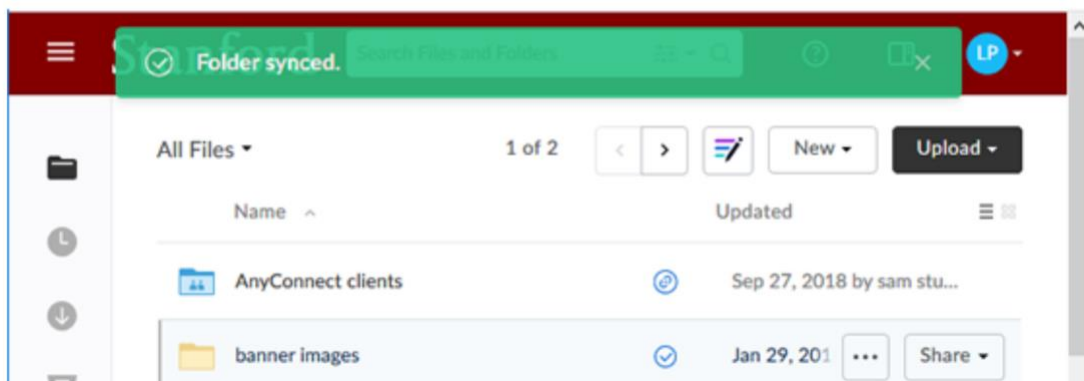 Stanford
Folder synced.
Search Files and Folders
LP
All Files
1 of 2
New
Upload
Name
Updated
AnyConnect clients
Sep 27, 2018 by sam stu...
banner images
Jan 29, 201
Share